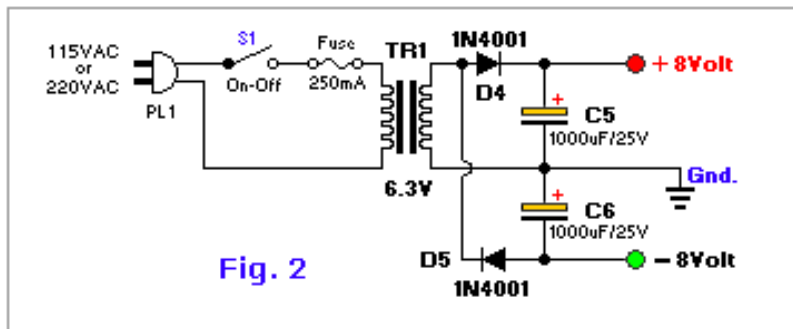 115VAC
or
220VAC
PL1
S1
On-Off
Fuse
250mA
TR1
6.3V
1N4001
D4
+ 8Volt
+
C5
1000uF/25V
Gnd.
+
C6
1000uF/25V
D5
1N4001
− 8Volt
Fig. 2